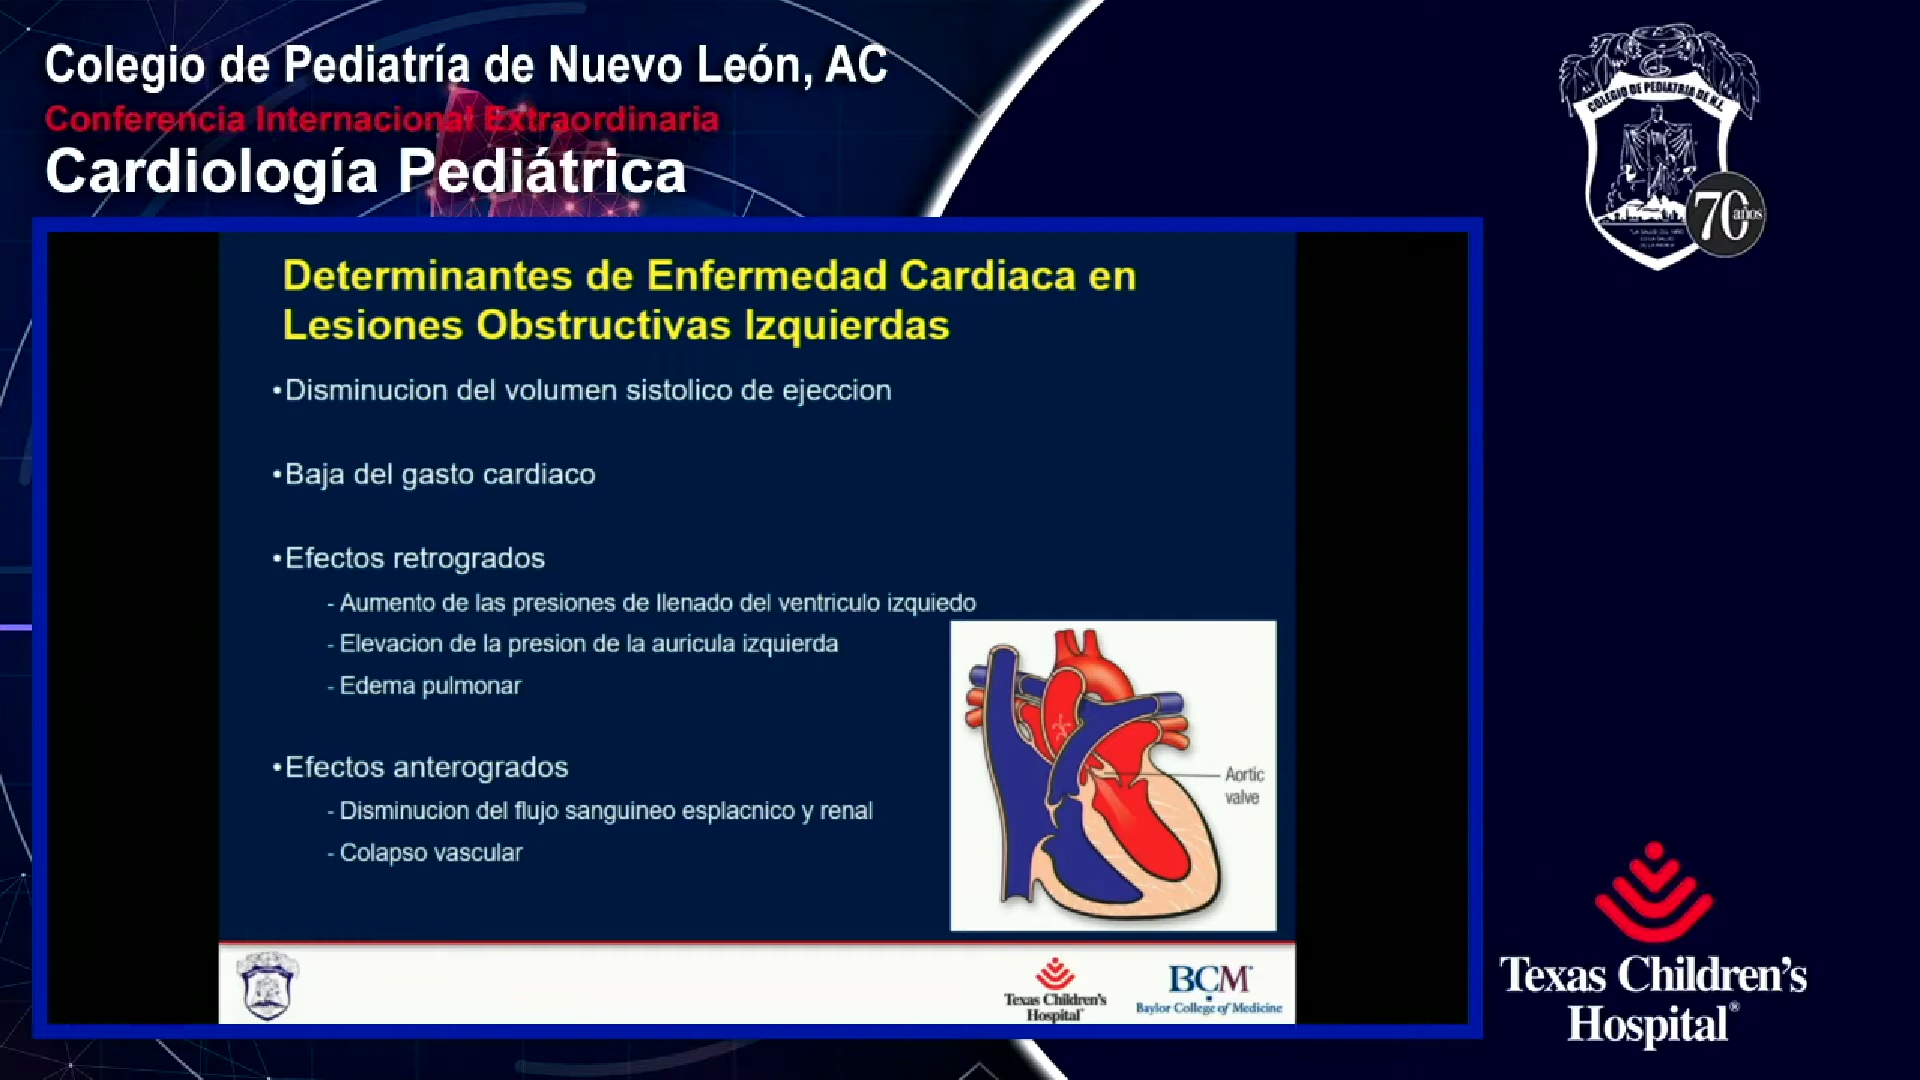 Colegio de Pediatría de Nuevo León, AC
Conferencia Internacional Extraordinaria
Cardiología Pediátrica
COLEGIO DE PEDIATRIA DE N.L.
70 años
Determinantes de Enfermedad Cardiaca en
Lesiones Obstructivas Izquierdas
•Disminucion del volumen sistolico de ejeccion
•Baja del gasto cardiaco
•Efectos retrogrados
- Aumento de las presiones de llenado del ventriculo izquiedo
- Elevacion de la presion de la auricula izquierda
- Edema pulmonar
•Efectos anterogrados
- Disminucion del flujo sanguineo esplacnico y renal
- Colapso vascular
Aortic
valve
Texas Children's
Hospital
BCM
Baylor College of Medicine
Texas Children's
Hospital®